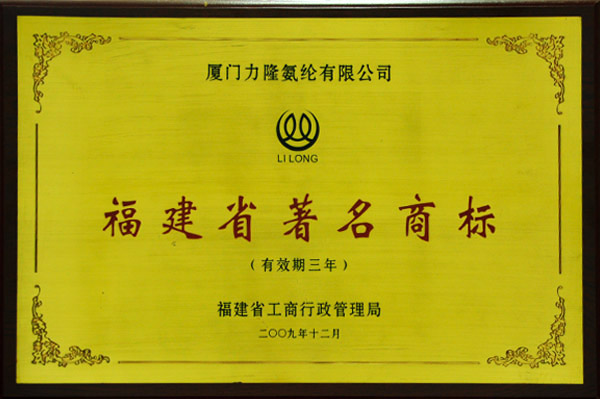 厦门力隆氨纶有限公司
LI LONG
福建省著名商标
（有效期三年）
福建省工商行政管理局
二〇〇九年十二月